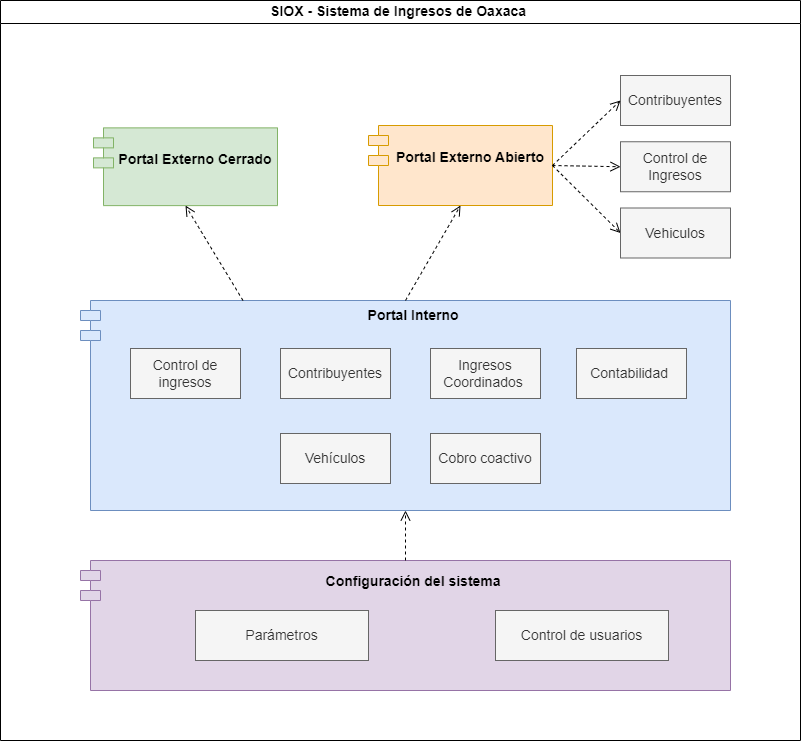 SIOX - Sistema de Ingresos de Oaxaca
Contribuyentes
Portal Externo Cerrado
Portal Externo Abierto
Control de
Ingresos
Vehiculos
Portal Interno
Control de
ingresos
Contribuyentes
Ingresos
Coordinados
Contabilidad
Vehículos
Cobro coactivo
Configuración del sistema
Parámetros
Control de usuarios